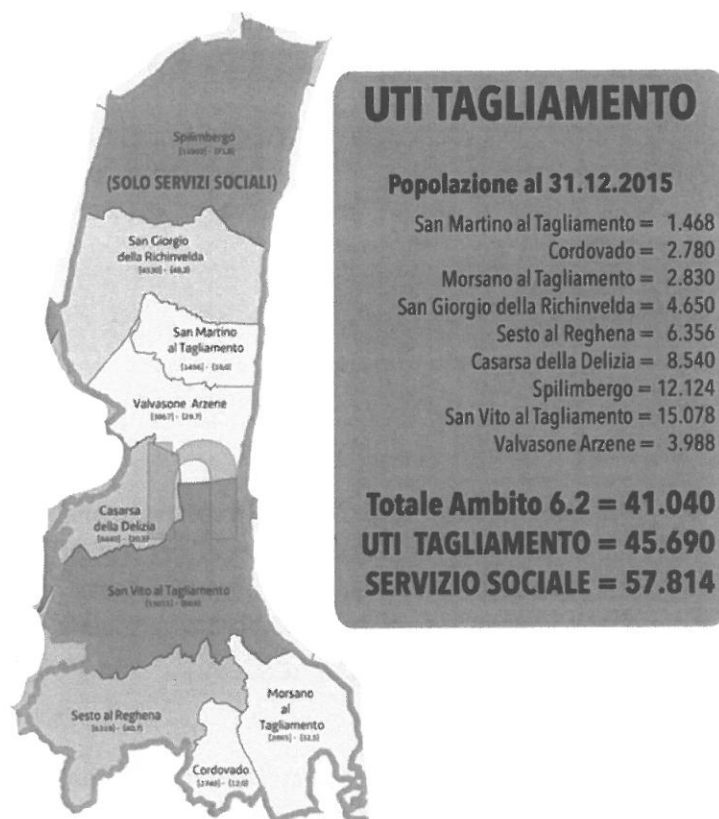 Spilimbergo
(SOLO SERVIZI SOCIALI)
San Giorgio
della Richinvelda
San Martino
al Tagliamento
Valvasone Arzene
Casarsa
della Delizia
San Vito al Tagliamento
Sesto al Reghena
Morsano
al
Tagliamento
Cordovado
UTI TAGLIAMENTO
Popolazione al 31.12.2015
San Martino al Tagliamento = 1.468
Cordovado = 2.780
Morsano al Tagliamento = 2.830
San Giorgio della Richinvelda = 4.650
Sesto al Reghena = 6.356
Casarsa della Delizia = 8.540
Spilimbergo = 12.124
San Vito al Tagliamento = 15.078
Valvasone Arzene = 3.988
Totale Ambito 6.2 = 41.040
UTI TAGLIAMENTO = 45.690
SERVIZIO SOCIALE = 57.814